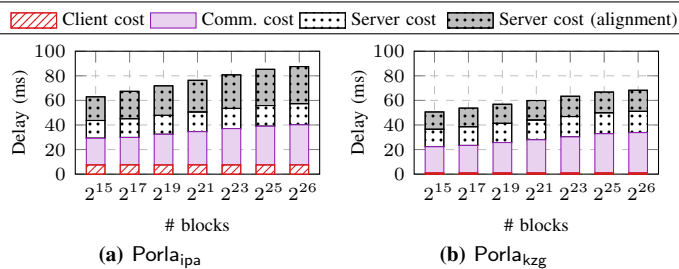 Client cost Comm. cost Server cost Server cost (alignment)
100
80
60
40
20
0
Delay (ms)
2^15 2^17 2^19 2^21 2^23 2^25 2^26
# blocks
(a) Porla_ipa
100
80
60
40
20
0
Delay (ms)
2^15 2^17 2^19 2^21 2^23 2^25 2^26
# blocks
(b) Porla_kzg